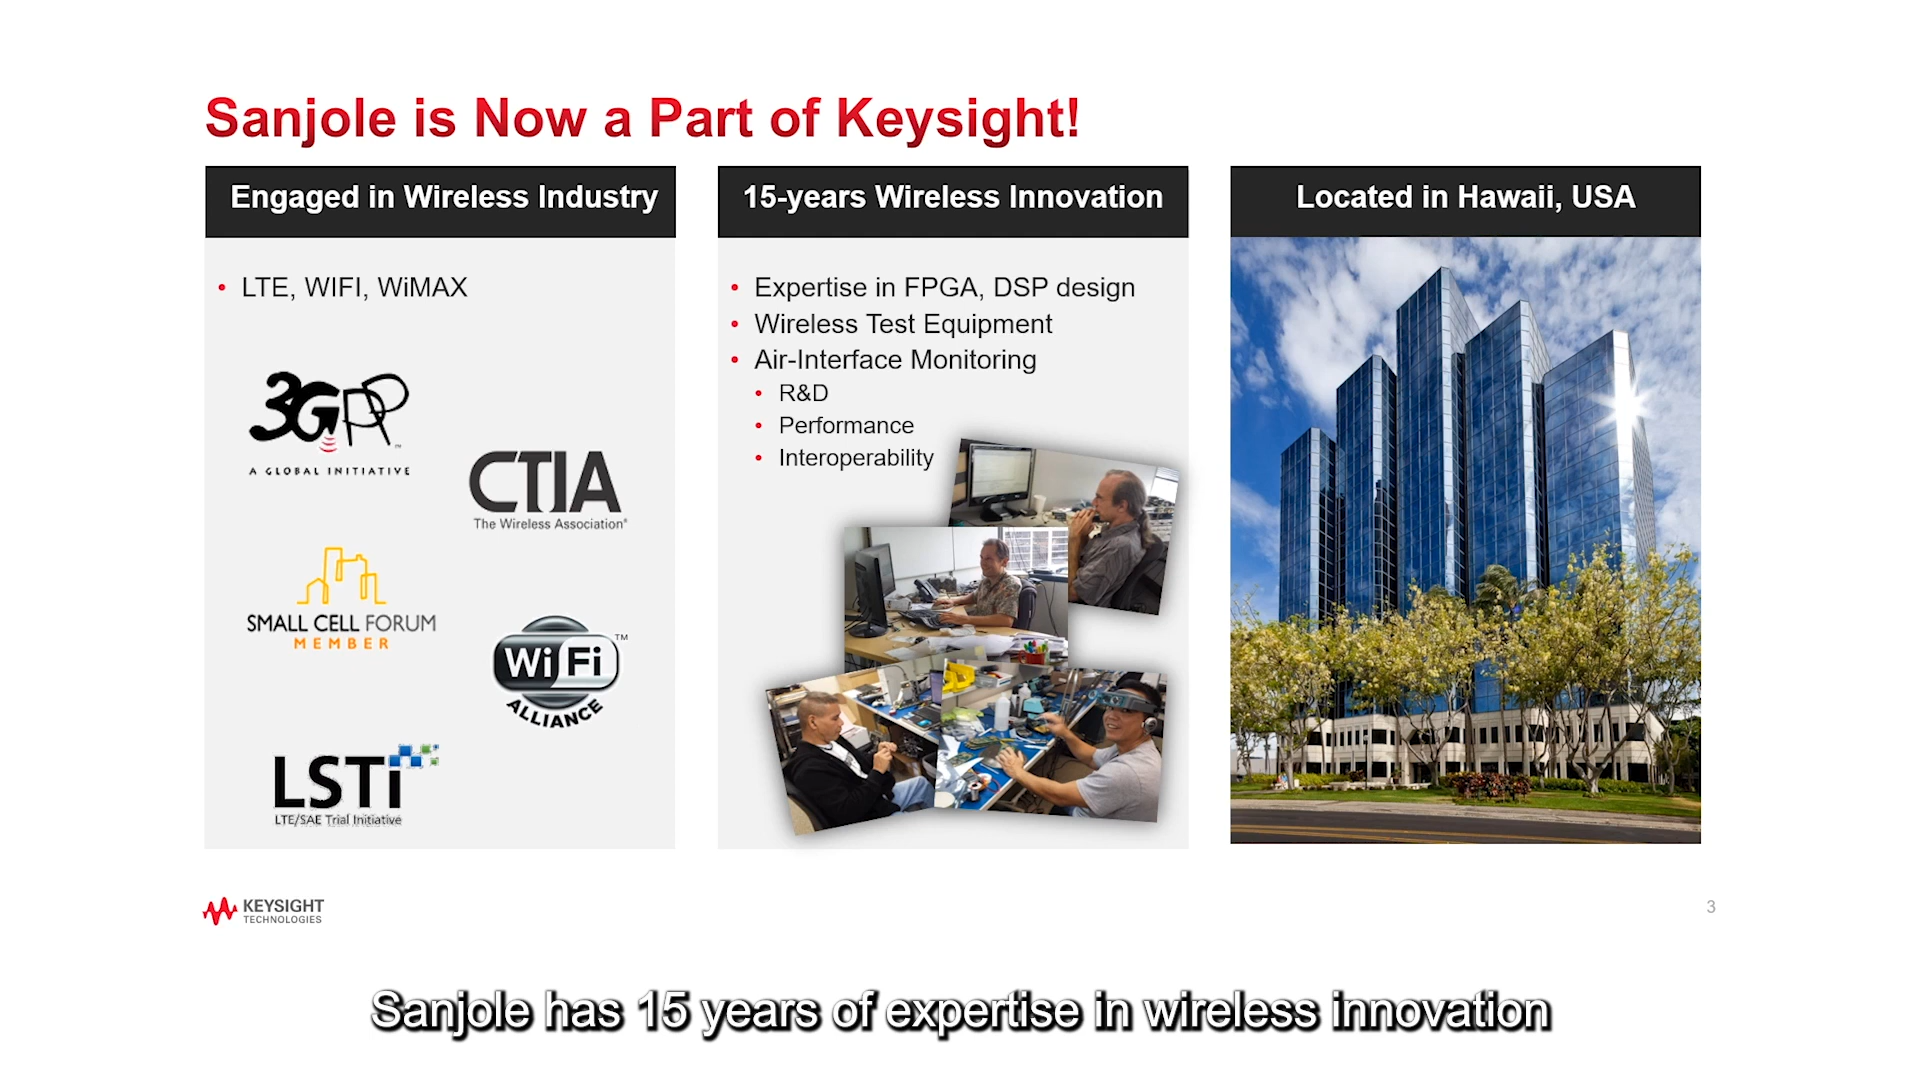 Sanjole is Now a Part of Keysight!
Engaged in Wireless Industry
• LTE, WIFI, WiMAX
3GPP™
A GLOBAL INITIATIVE
CTIA
The Wireless Association®
SMALL CELL FORUM
MEMBER
Wi Fi™
ALLIANCE
LSTi
LTE/SAE Trial Initiative
15-years Wireless Innovation
• Expertise in FPGA, DSP design
• Wireless Test Equipment
• Air-Interface Monitoring
• R&D
• Performance
• Interoperability
Located in Hawaii, USA
KEYSIGHT
TECHNOLOGIES
3
Sanjole has 15 years of expertise in wireless innovation